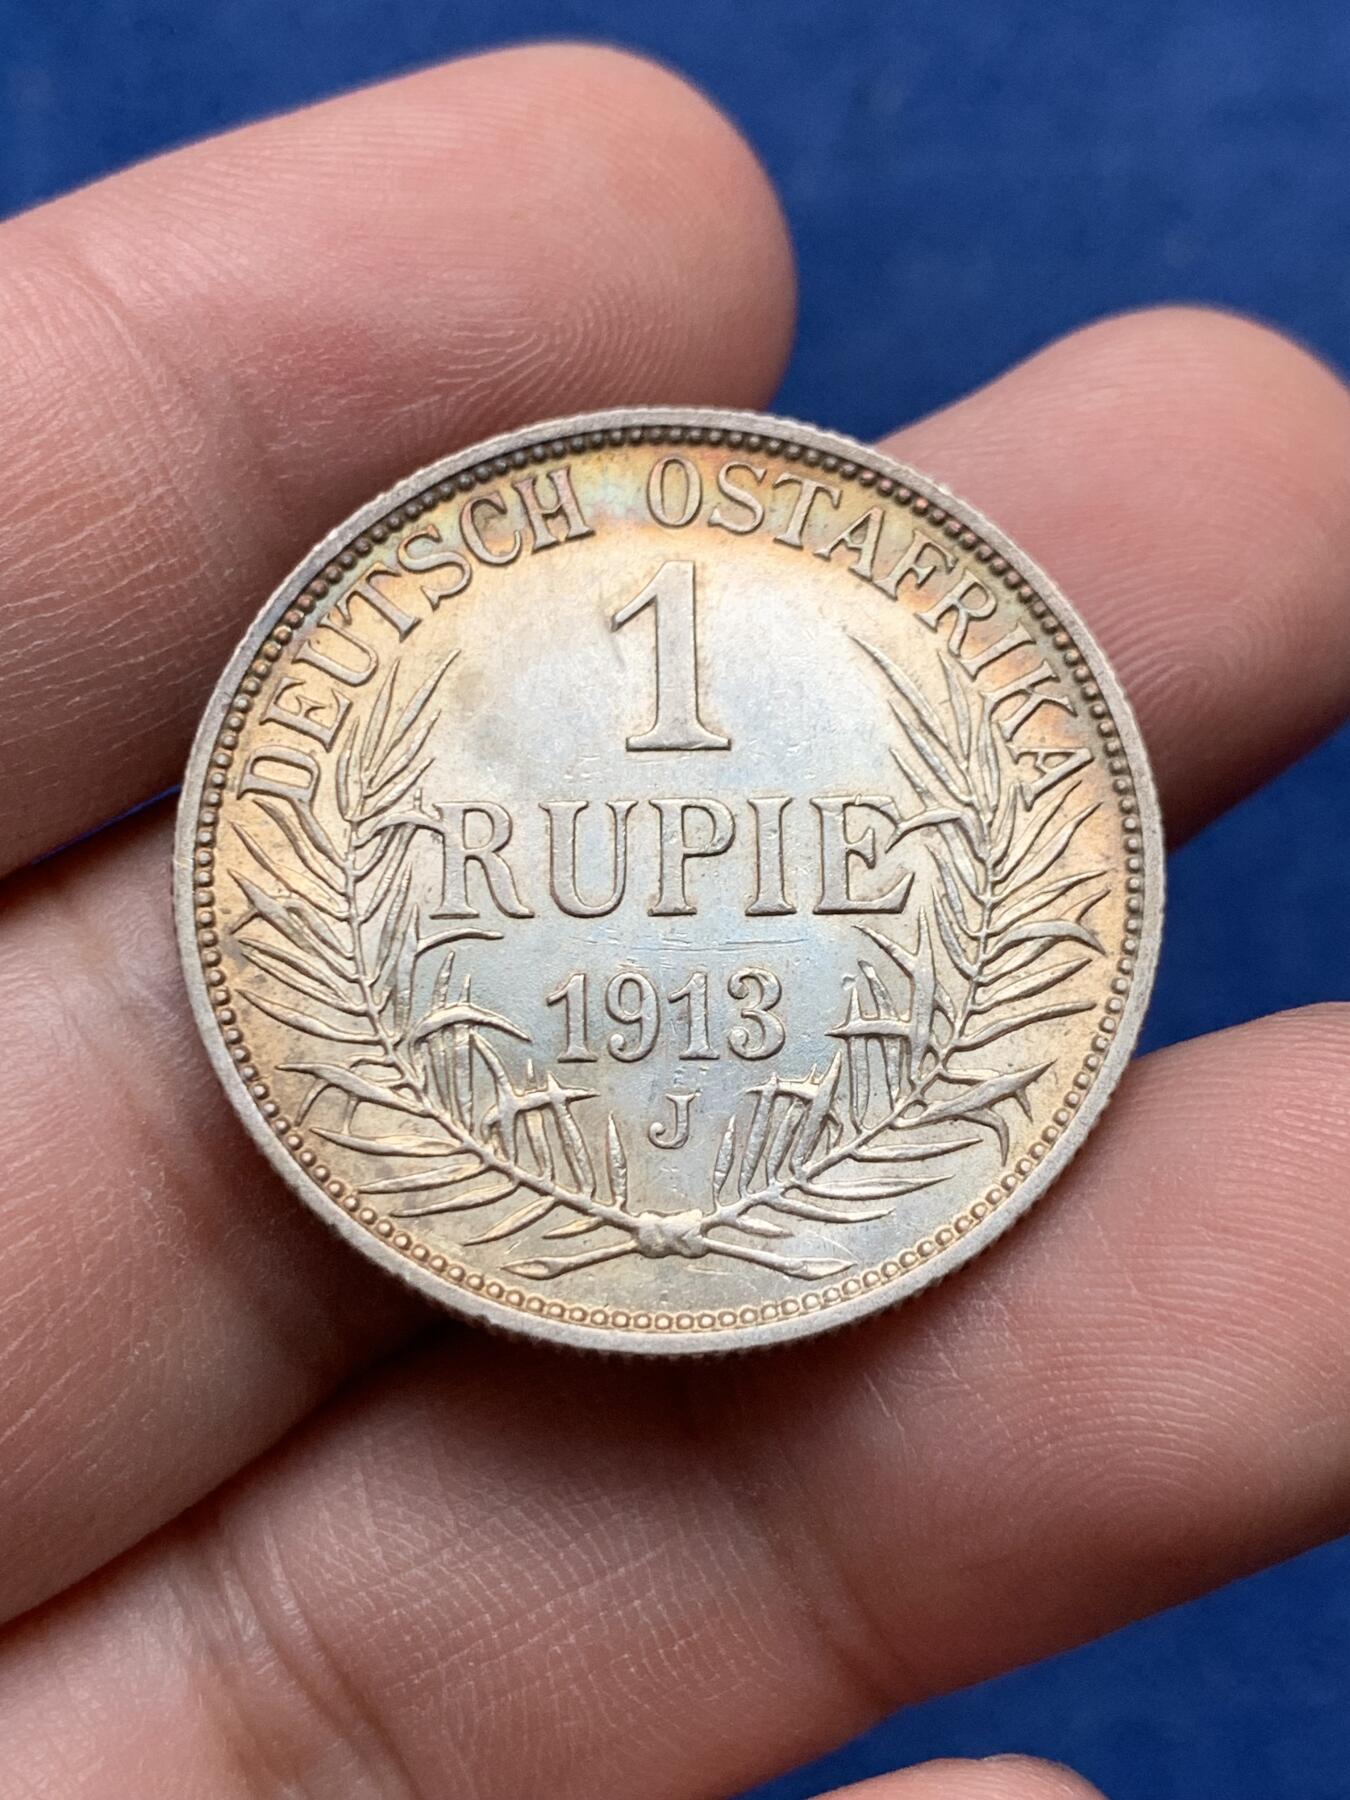 DEUTSCH OSTAFRIKA
1
RUPIE
1913
J